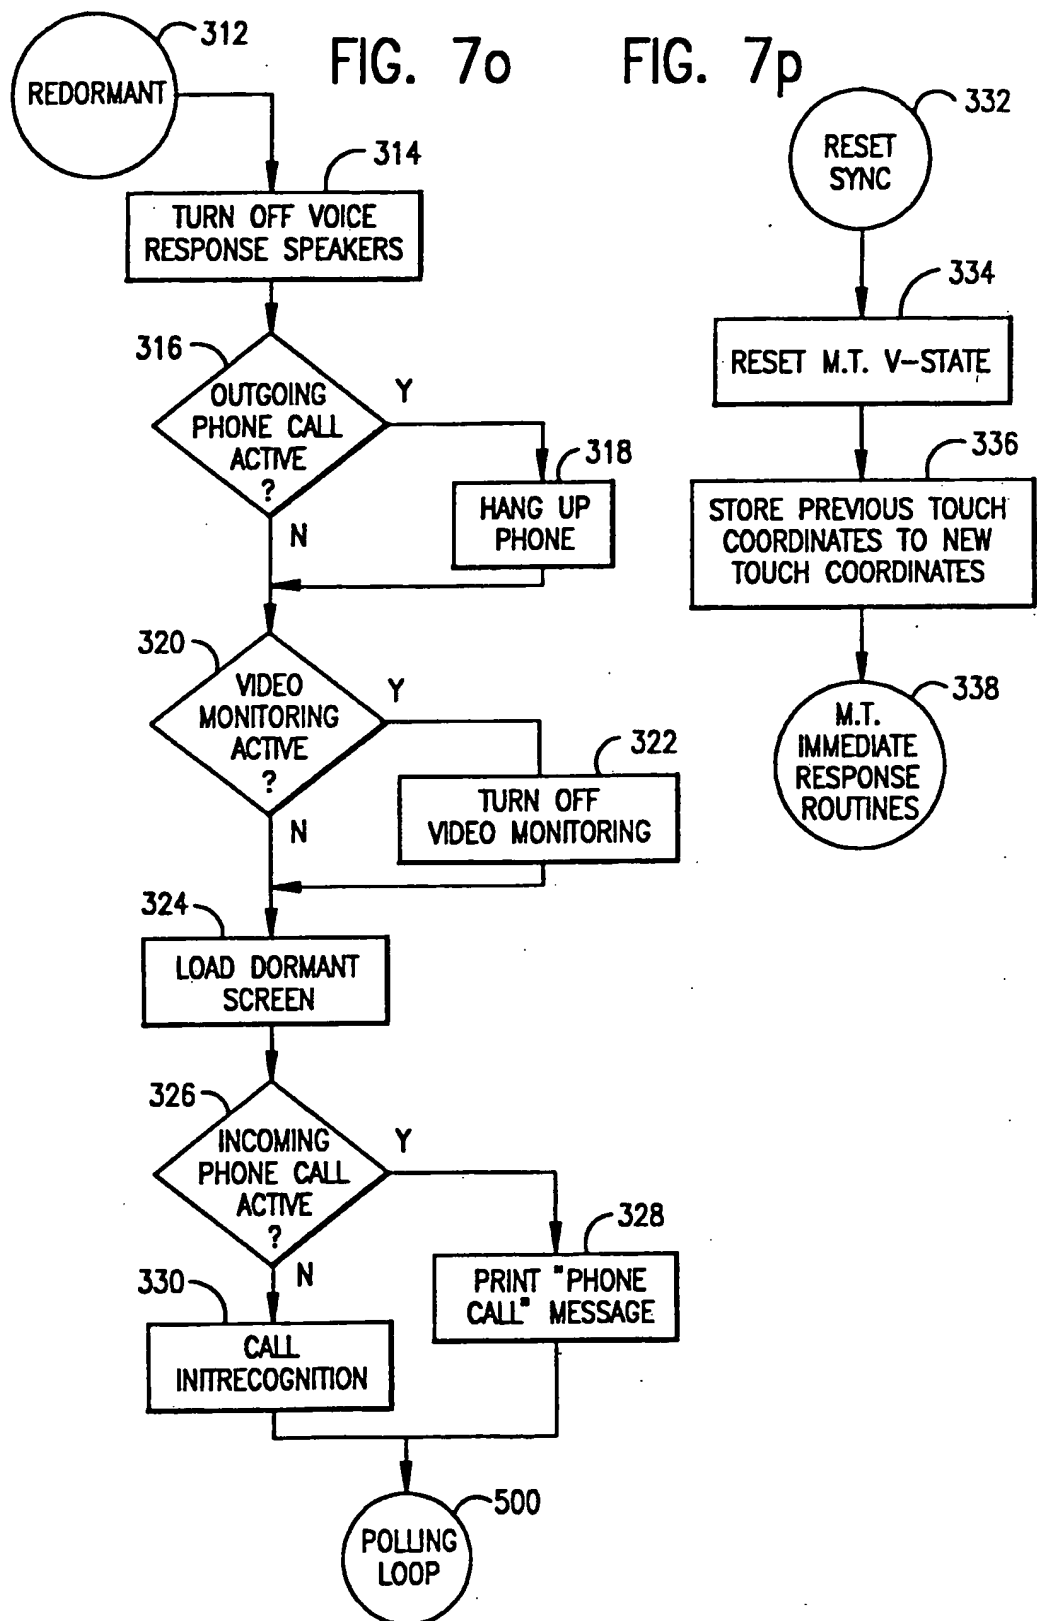 FIG. 7o
312
REDORMANT
314
TURN OFF VOICE
RESPONSE SPEAKERS
316
OUTGOING
PHONE CALL
ACTIVE
?
Y
N
318
HANG UP
PHONE
320
VIDEO
MONITORING
ACTIVE
?
Y
N
322
TURN OFF
VIDEO MONITORING
324
LOAD DORMANT
SCREEN
326
INCOMING
PHONE CALL
ACTIVE
?
Y
N
328
PRINT "PHONE
CALL" MESSAGE
330
CALL
INITRECOGNITION
500
POLLING
LOOP
FIG. 7p
332
RESET
SYNC
334
RESET M.T. V-STATE
336
STORE PREVIOUS TOUCH
COORDINATES TO NEW
TOUCH COORDINATES
338
M.T.
IMMEDIATE
RESPONSE
ROUTINES